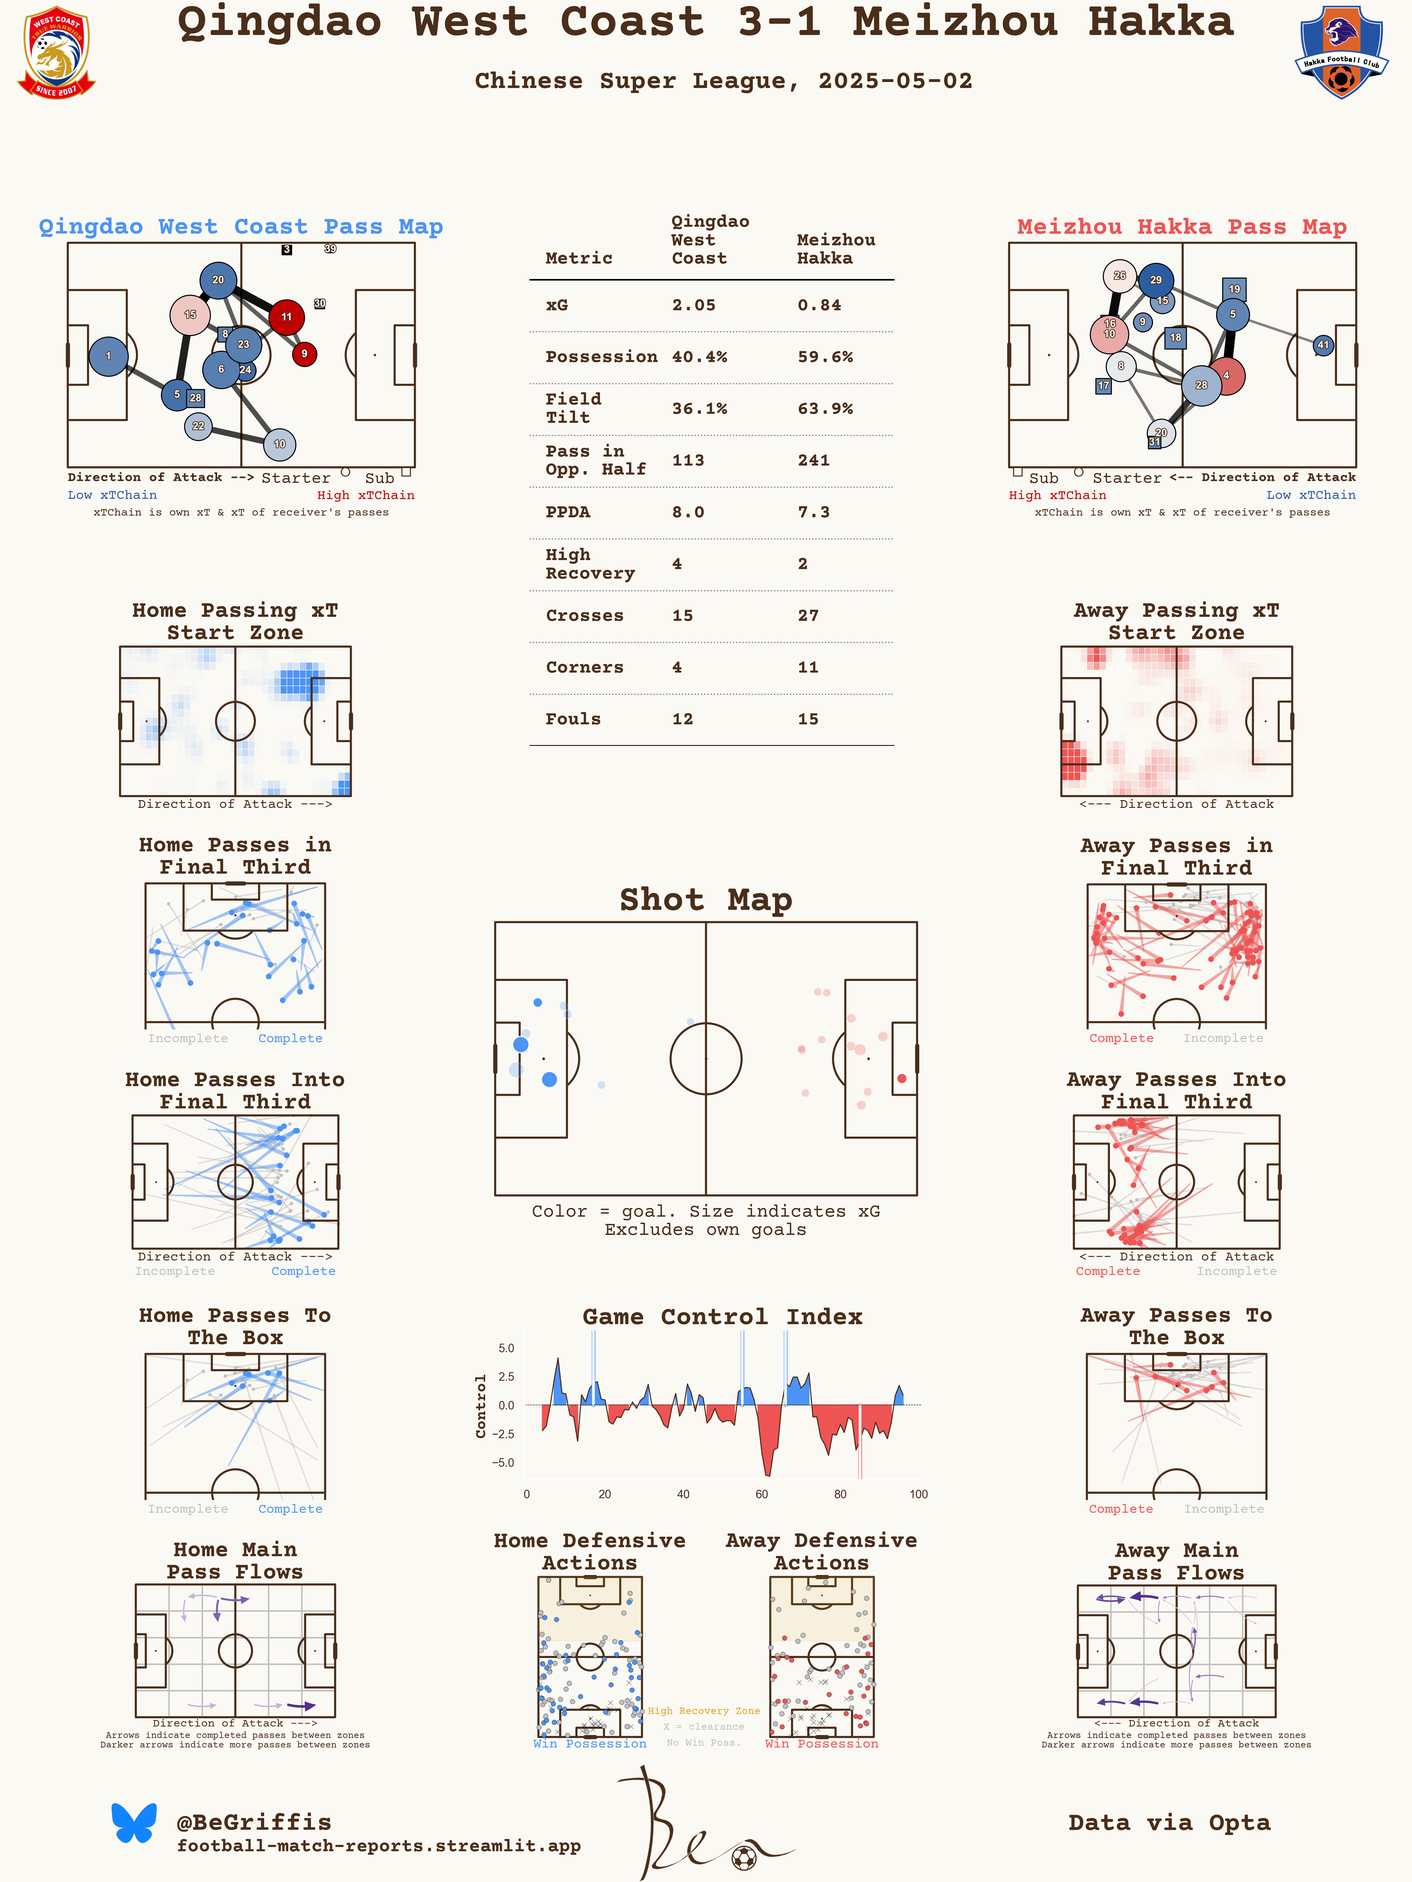 Qingdao West Coast 3-1 Meizhou Hakka
Chinese Super League, 2025-05-02
WEST COAST
SINCE 2007
Hakka Football Club
Qingdao West Coast Pass Map
3
39
20
30
15
11
8
23
9
1
6
24
5
28
22
10
Direction of Attack --> Starter Sub
Low xTChain High xTChain
xTChain is own xT & xT of receiver's passes
Metric Qingdao West Coast Meizhou Hakka
xG 2.05 0.84
Possession 40.4% 59.6%
Field Tilt 36.1% 63.9%
Pass in Opp. Half 113 241
PPDA 8.0 7.3
High Recovery 4 2
Crosses 15 27
Corners 4 11
Fouls 12 15
Meizhou Hakka Pass Map
26
29
19
15
5
16
9
10
18
41
8
4
17
28
20
31
Sub Starter <-- Direction of Attack
High xTChain Low xTChain
xTChain is own xT & xT of receiver's passes
Home Passing xT
Start Zone
Direction of Attack --->
Away Passing xT
Start Zone
<--- Direction of Attack
Home Passes in
Final Third
Incomplete Complete
Away Passes in
Final Third
Complete Incomplete
Shot Map
Color = goal. Size indicates xG
Excludes own goals
Home Passes Into
Final Third
Direction of Attack --->
Incomplete Complete
Away Passes Into
Final Third
<--- Direction of Attack
Complete Incomplete
Home Passes To
The Box
Incomplete Complete
Game Control Index
Control
5.0
2.5
0.0
−2.5
−5.0
0 20 40 60 80 100
Away Passes To
The Box
Complete Incomplete
Home Main
Pass Flows
Direction of Attack --->
Arrows indicate completed passes between zones
Darker arrows indicate more passes between zones
Home Defensive
Actions
Win Possession
Away Defensive
Actions
Win Possession
High Recovery Zone
X = clearance
No Win Poss.
Away Main
Pass Flows
<--- Direction of Attack
Arrows indicate completed passes between zones
Darker arrows indicate more passes between zones
@BeGriffis
football-match-reports.streamlit.app
Ben
Data via Opta